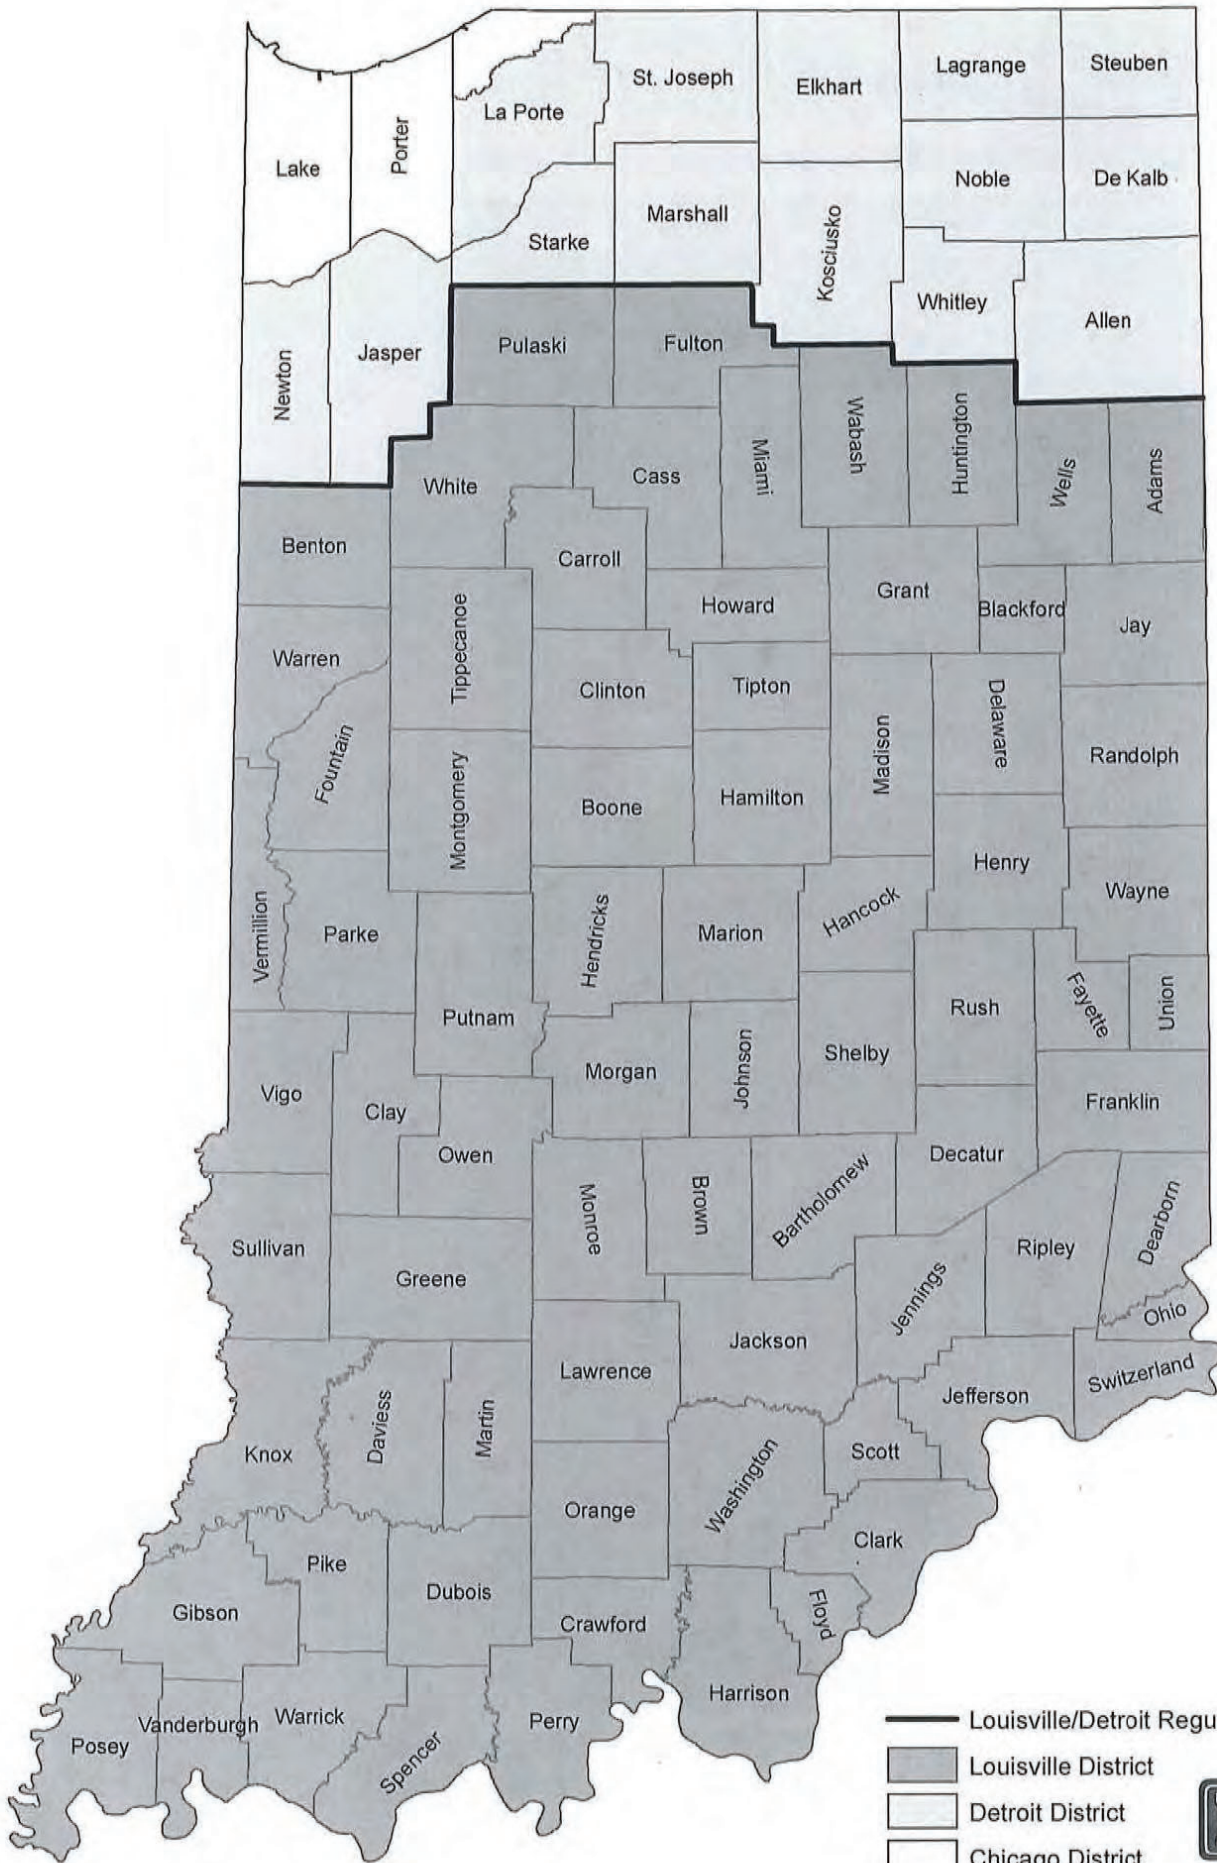 St. Joseph
Elkhart
Lagrange
Steuben
La Porte
Lake
Porter
Noble
De Kalb
Marshall
Starke
Kosciusko
Whitley
Allen
Newton
Jasper
Pulaski
Fulton
White
Cass
Miami
Wabash
Huntington
Wells
Adams
Benton
Carroll
Howard
Grant
Blackford
Jay
Warren
Tippecanoe
Clinton
Tipton
Madison
Delaware
Randolph
Fountain
Montgomery
Boone
Hamilton
Henry
Wayne
Vermillion
Parke
Hendricks
Marion
Hancock
Putnam
Rush
Fayette
Union
Vigo
Clay
Morgan
Johnson
Shelby
Franklin
Owen
Decatur
Monroe
Brown
Bartholomew
Dearborn
Sullivan
Greene
Ripley
Jennings
Ohio
Jackson
Lawrence
Switzerland
Jefferson
Knox
Daviess
Martin
Scott
Washington
Orange
Clark
Pike
Dubois
Gibson
Crawford
Floyd
Harrison
Posey
Vanderburgh
Warrick
Spencer
Perry
Louisville/Detroit Regu
Louisville District
Detroit District
Chicago District